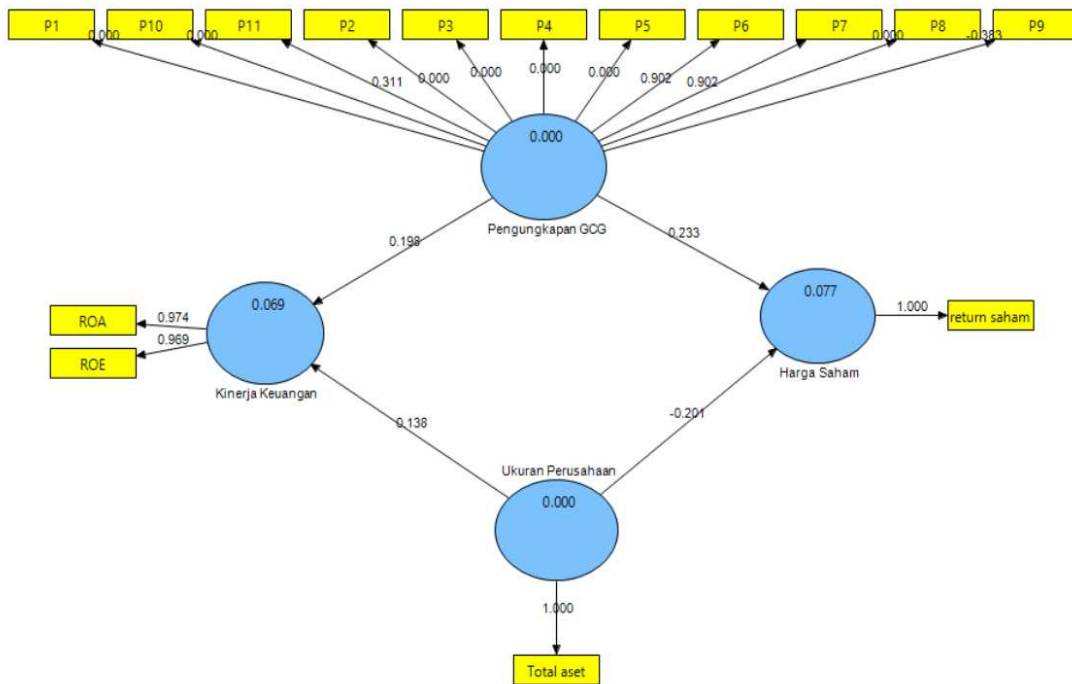 P1 P10 P11 P2 P3 P4 P5 P6 P7 P8 P9
0.000 0.000 0.000 -0.383
0.311 0.000 0.000 0.000 0.000 0.902 0.902
0.000
Pengungkapan GCG
0.198 0.233
0.069 0.077
ROA 0.974 1.000 return saham
ROE 0.969
Kinerja Keuangan Harga Saham
0.138 -0.201
Ukuran Perusahaan
0.000
1.000
Total aset